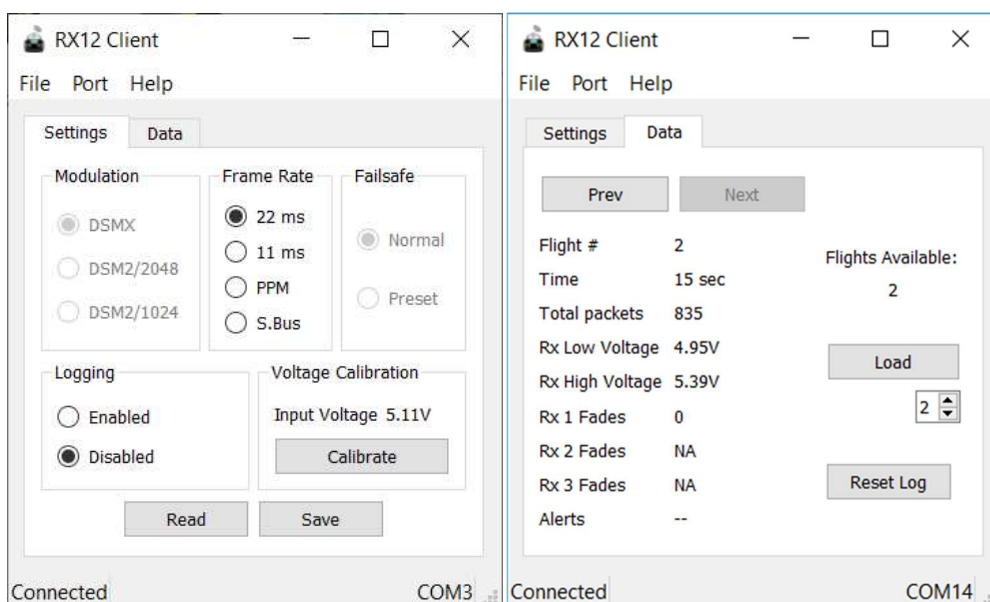 RX12 Client
File Port Help
Settings Data
Modulation
DSMX
DSM2/2048
DSM2/1024
Frame Rate
22 ms
11 ms
PPM
S.Bus
Failsafe
Normal
Preset
Logging
Enabled
Disabled
Voltage Calibration
Input Voltage 5.11V
Calibrate
Read Save
Connected COM3
RX12 Client
File Port Help
Settings Data
Prev Next
Flight # 2
Time 15 sec
Total packets 835
Rx Low Voltage 4.95V
Rx High Voltage 5.39V
Rx 1 Fades 0
Rx 2 Fades NA
Rx 3 Fades NA
Alerts --
Flights Available:
2
Load
2
Reset Log
Connected COM14